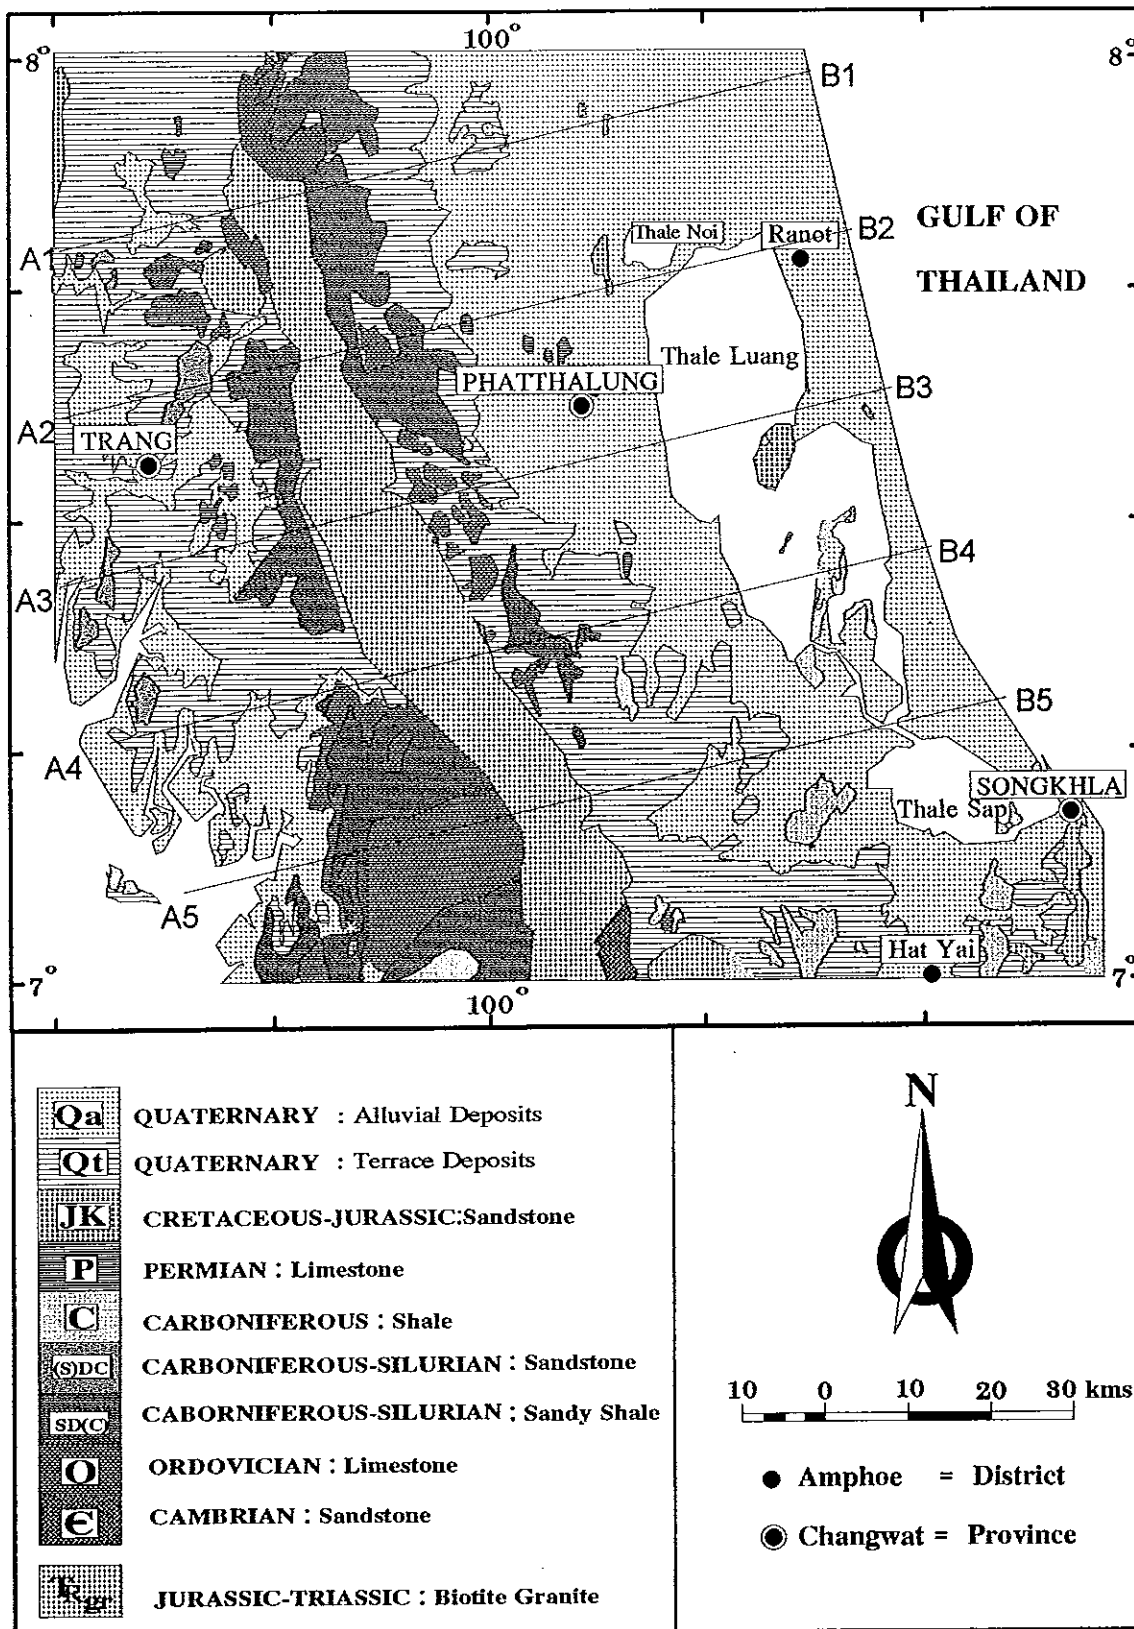 100°
8°
8°
B1
GULF OF
THAILAND
Thale Noi
Ranot
B2
A1
Thale Luang
PHATTHALUNG
B3
A2
TRANG
B4
A3
B5
A4
SONGKHLA
Thale Sap
A5
Hat Yai
7°
100°
7°
Qa QUATERNARY : Alluvial Deposits
Qt QUATERNARY : Terrace Deposits
JK CRETACEOUS-JURASSIC:Sandstone
P PERMIAN : Limestone
C CARBONIFEROUS : Shale
(S)DC CARBONIFEROUS-SILURIAN : Sandstone
SD(C) CABORNIFEROUS-SILURIAN : Sandy Shale
O ORDOVICIAN : Limestone
Є CAMBRIAN : Sandstone
TRgr JURASSIC-TRIASSIC : Biotite Granite
N
10 0 10 20 30 kms
Amphoe = District
Changwat = Province